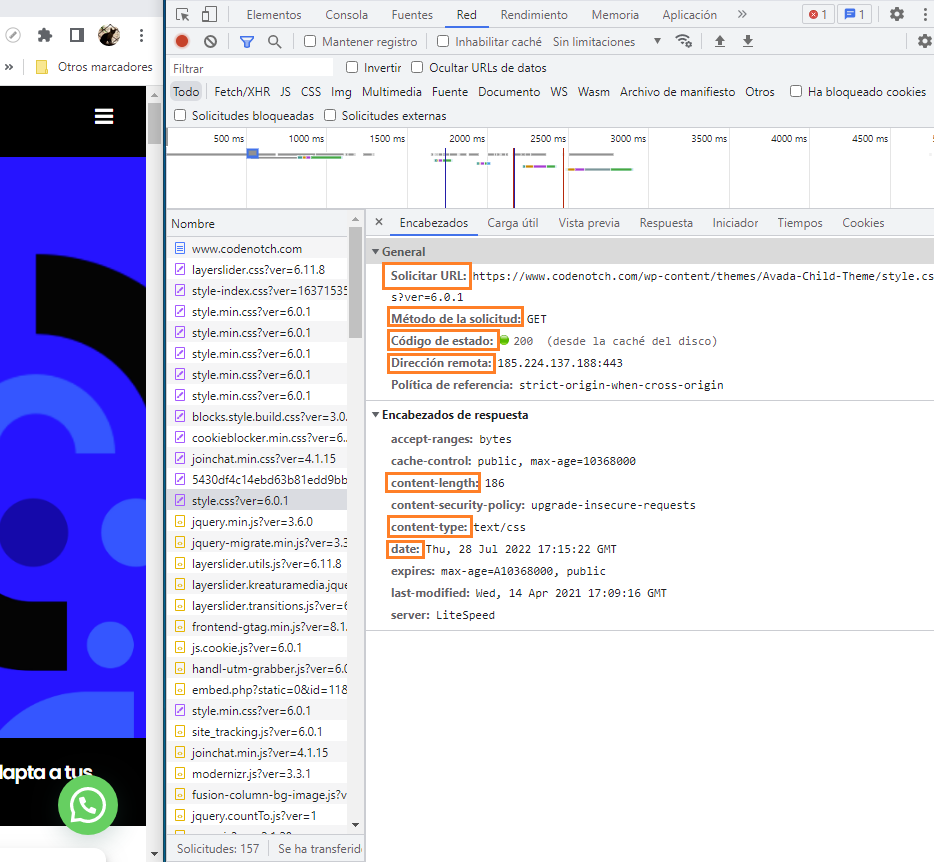 Elementos Consola Fuentes Red Rendimiento Memoria Aplicación » 1 1
Mantener registro Inhabilitar caché Sin limitaciones
» Otros marcadores
Filtrar Invertir Ocultar URLs de datos
Todo Fetch/XHR JS CSS Img Multimedia Fuente Documento WS Wasm Archivo de manifiesto Otros Ha bloqueado cookies
Solicitudes bloqueadas Solicitudes externas
500 ms 1000 ms 1500 ms 2000 ms 2500 ms 3000 ms 3500 ms 4000 ms 4500 ms
Nombre
www.codenotch.com
layerslider.css?ver=6.11.8
style-index.css?ver=16371535
style.min.css?ver=6.0.1
style.min.css?ver=6.0.1
style.min.css?ver=6.0.1
style.min.css?ver=6.0.1
style.min.css?ver=6.0.1
blocks.style.build.css?ver=3.0.
cookieblocker.min.css?ver=6..
joinchat.min.css?ver=4.1.15
5430df4c14ebd63b81edd9bb
style.css?ver=6.0.1
jquery.min.js?ver=3.6.0
jquery-migrate.min.js?ver=3.3
layerslider.utils.js?ver=6.11.8
layerslider.kreaturamedia.jque
layerslider.transitions.js?ver=6
frontend-gtag.min.js?ver=8.1.
js.cookie.js?ver=6.0.1
handl-utm-grabber.js?ver=6.0
embed.php?static=0&id=118
style.min.css?ver=6.0.1
site_tracking.js?ver=6.0.1
joinchat.min.js?ver=4.1.15
modernizr.js?ver=3.3.1
fusion-column-bg-image.js?v
jquery.countTo.js?ver=1
Solicitudes: 157 Se ha transferido
× Encabezados Carga útil Vista previa Respuesta Iniciador Tiempos Cookies
General
Solicitar URL: https://www.codenotch.com/wp-content/themes/Avada-Child-Theme/style.cs
s?ver=6.0.1
Método de la solicitud: GET
Código de estado: 200 (desde la caché del disco)
Dirección remota: 185.224.137.188:443
Política de referencia: strict-origin-when-cross-origin
Encabezados de respuesta
accept-ranges: bytes
cache-control: public, max-age=10368000
content-length: 186
content-security-policy: upgrade-insecure-requests
content-type: text/css
date: Thu, 28 Jul 2022 17:15:22 GMT
expires: max-age=A10368000, public
last-modified: Wed, 14 Apr 2021 17:09:16 GMT
server: LiteSpeed
dapta a tus